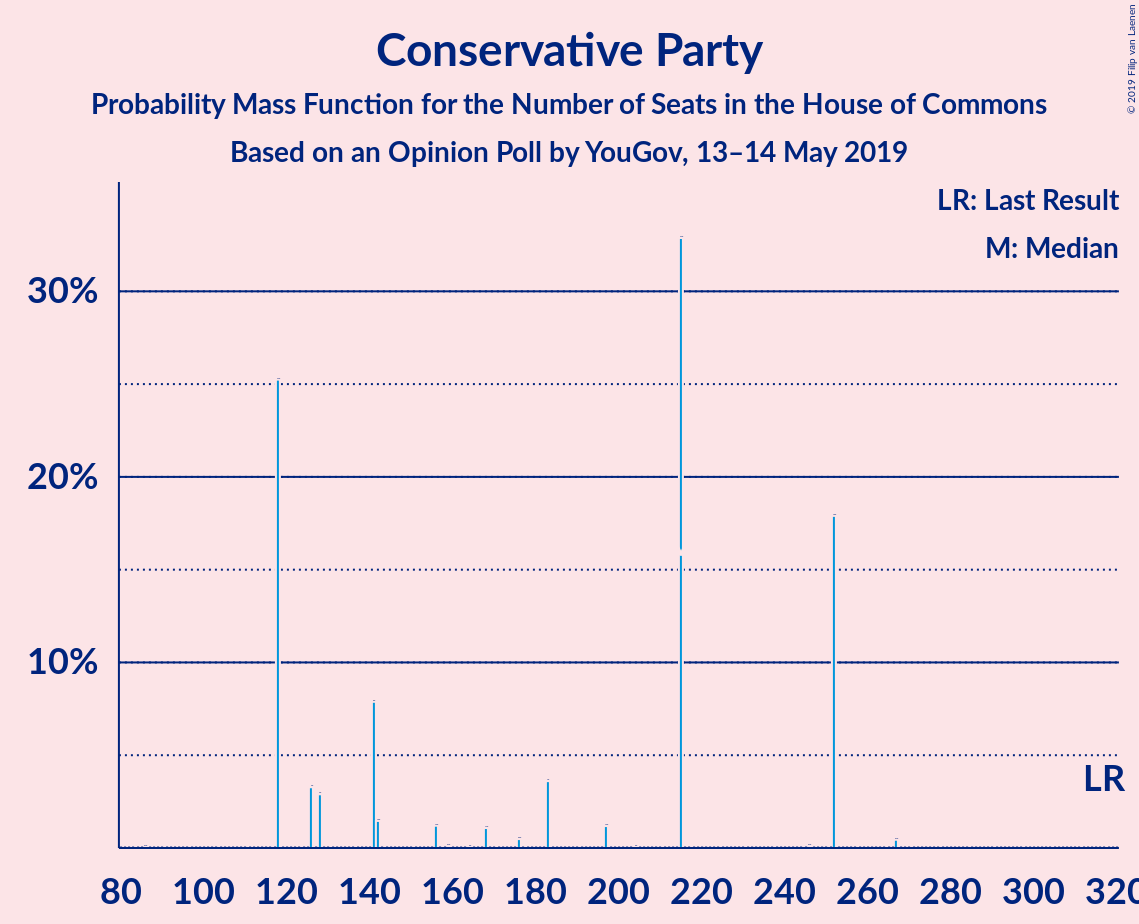 Conservative Party
Probability Mass Function for the Number of Seats in the House of Commons
Based on an Opinion Poll by YouGov, 13–14 May 2019
© 2019 Filip van Laenen
LR: Last Result
M: Median
30%
20%
10%
LR
80 100 120 140 160 180 200 220 240 260 280 300 320